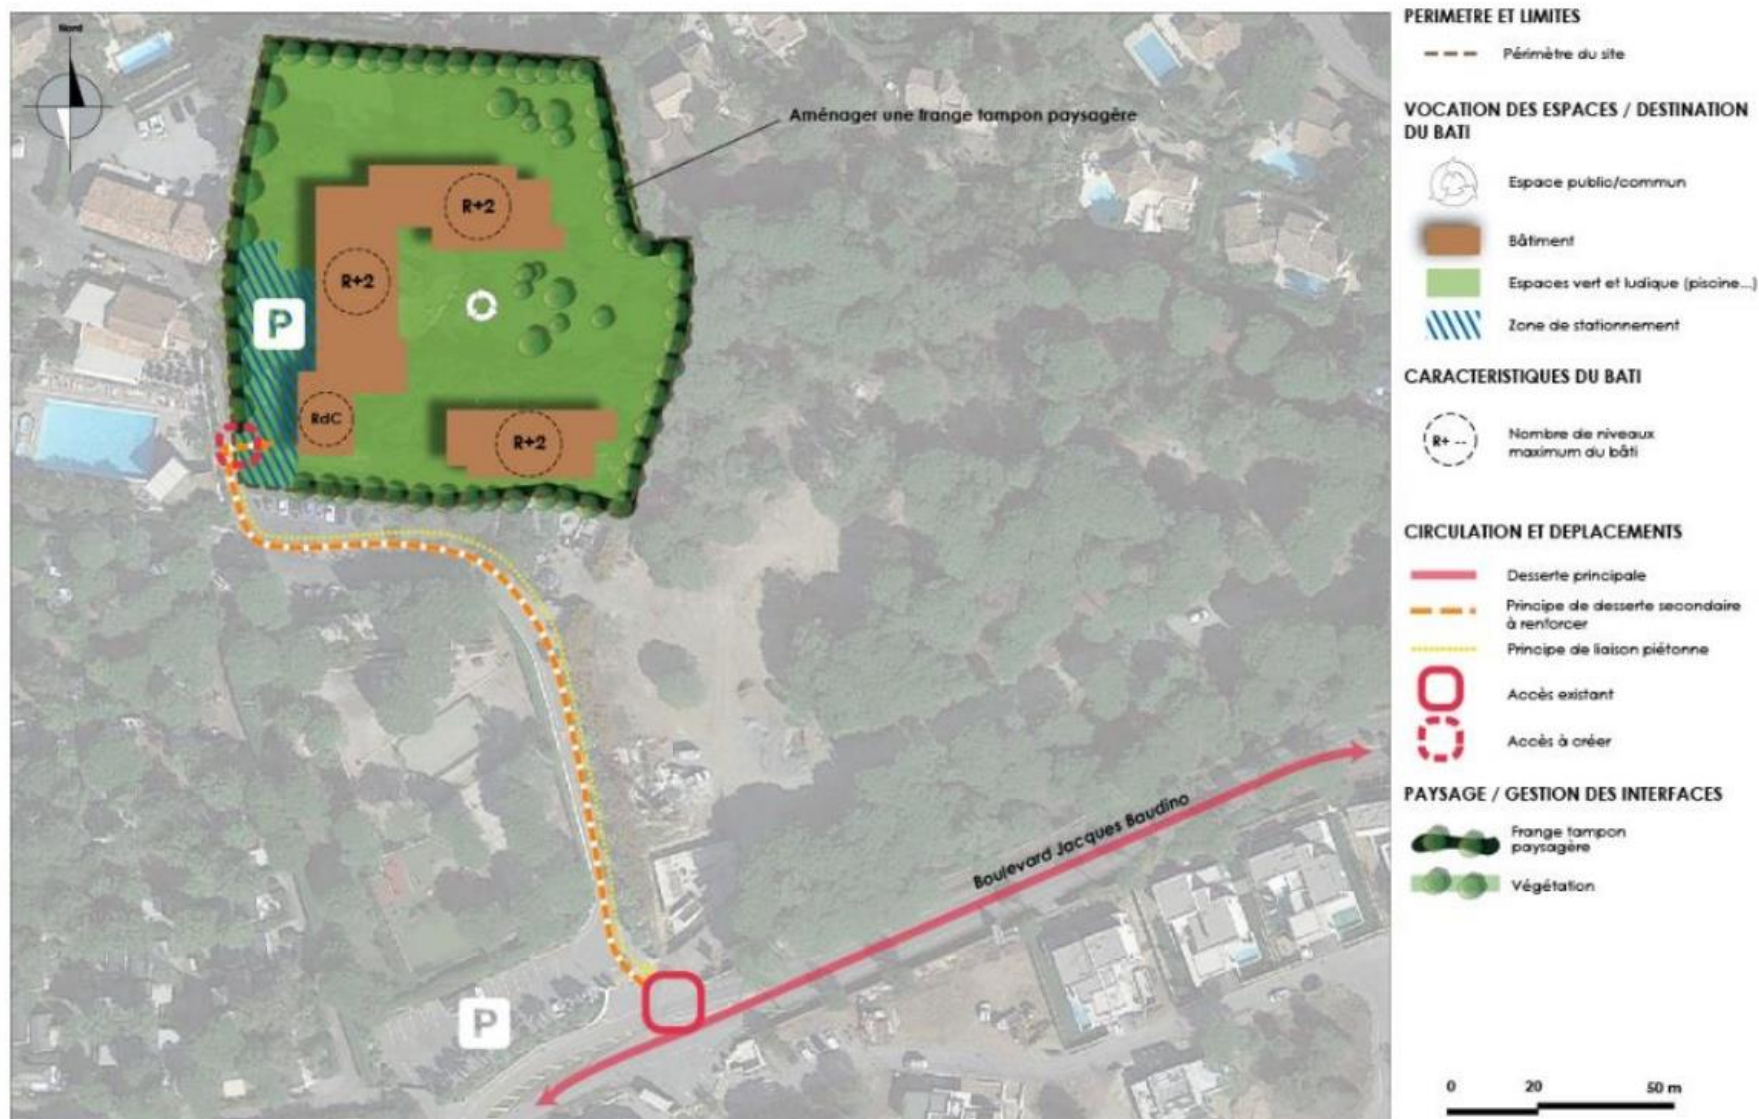 Nord
Aménager une frange tampon paysagère
R+2
R+2
P
RdC
R+2
Boulevard Jacques Baudino
P
PERIMETRE ET LIMITES
Périmètre du site
VOCATION DES ESPACES / DESTINATION
DU BATI
Espace public/commun
Bâtiment
Espaces vert et ludique (piscine...)
Zone de stationnement
CARACTERISTIQUES DU BATI
R+ --
Nombre de niveaux
maximum du bâti
CIRCULATION ET DEPLACEMENTS
Desserte principale
Principe de desserte secondaire
à renforcer
Principe de liaison piétonne
Accès existant
Accès à créer
PAYSAGE / GESTION DES INTERFACES
Frange tampon
paysagère
Végétation
0 20 50 m